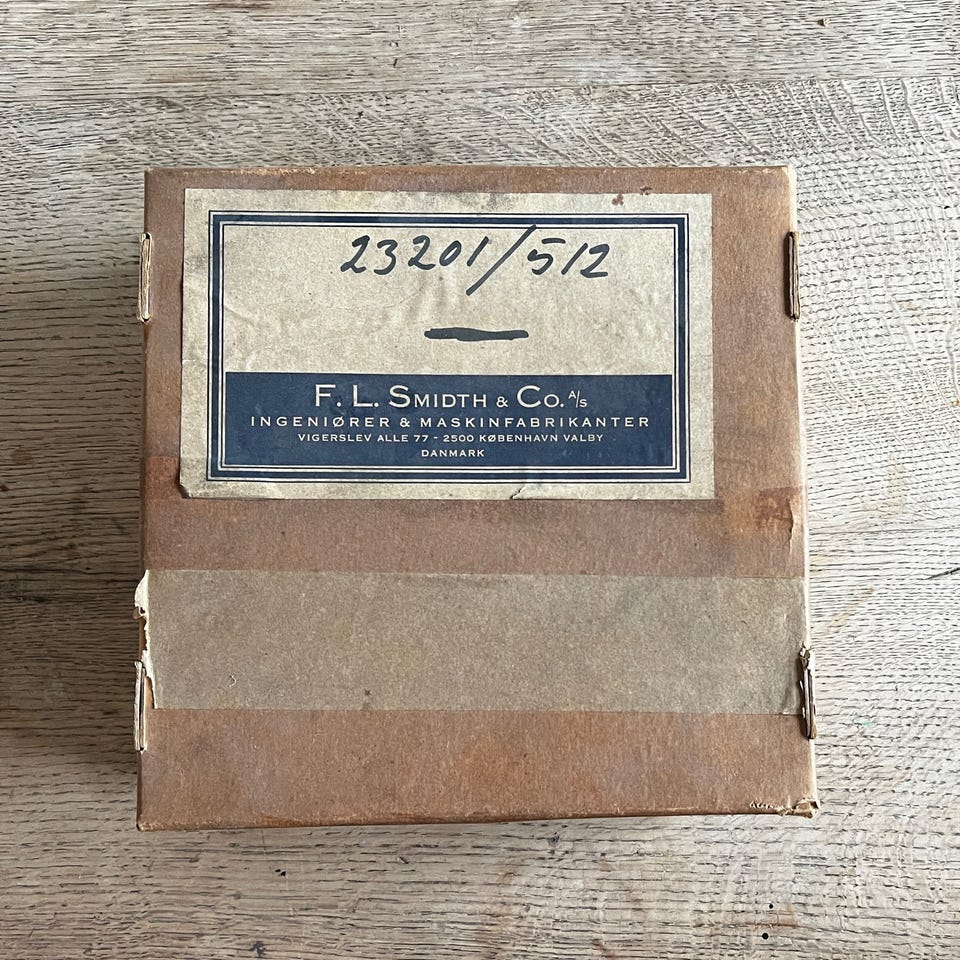 23201/512
F. L. SMIDTH & CO. A/S
INGENIØRER & MASKINFABRIKANTER
VIGERSLEV ALLE 77 - 2500 KØBENHAVN VALBY
DANMARK